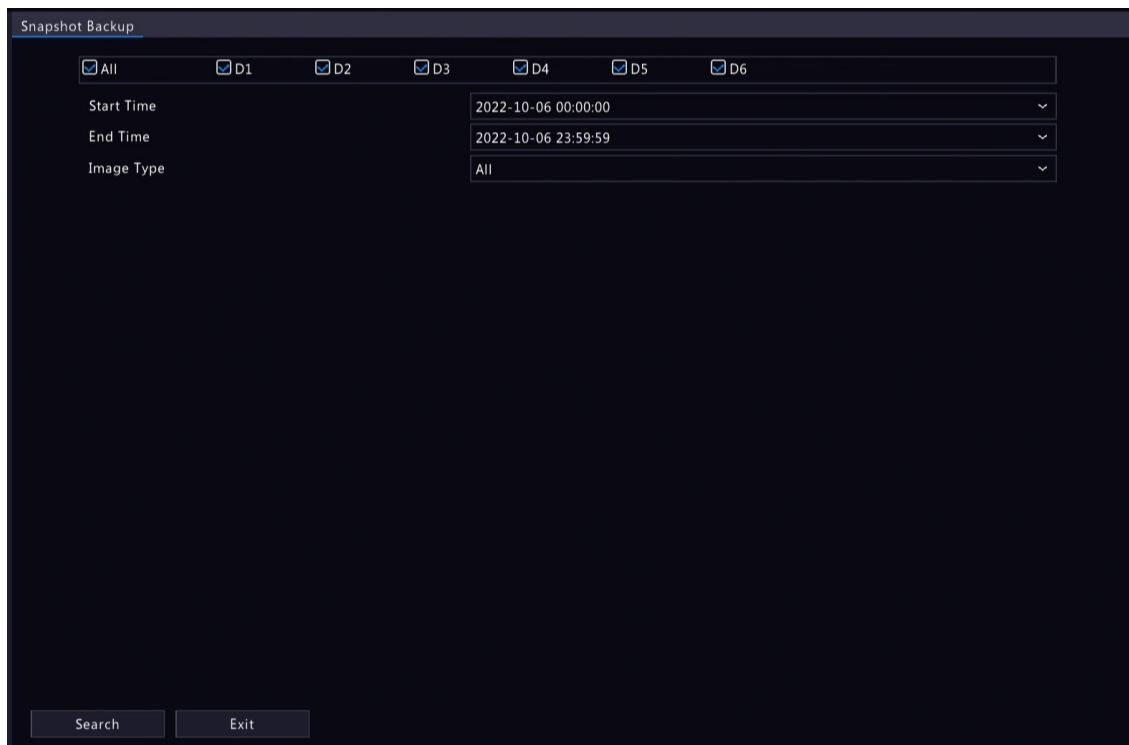 Snapshot Backup
All D1 D2 D3 D4 D5 D6
Start Time 2022-10-06 00:00:00
End Time 2022-10-06 23:59:59
Image Type All
Search Exit